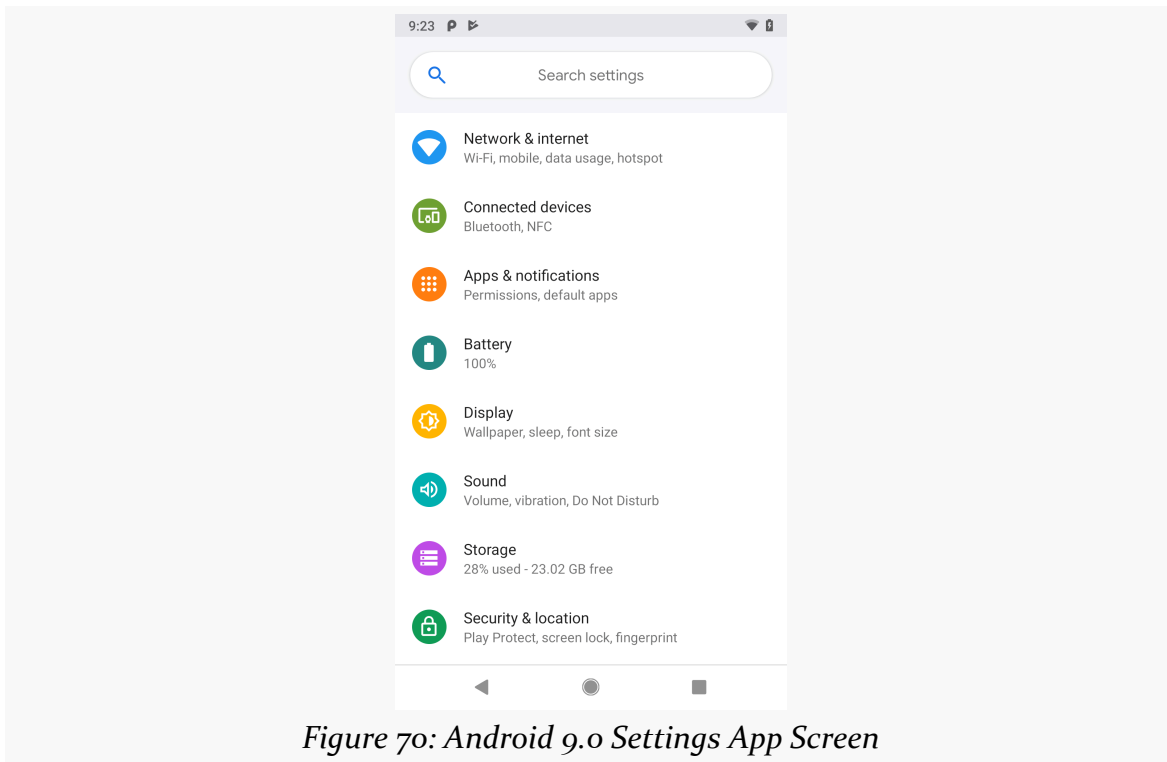 9:23
Search settings
Network & internet
Wi-Fi, mobile, data usage, hotspot
Connected devices
Bluetooth, NFC
Apps & notifications
Permissions, default apps
Battery
100%
Display
Wallpaper, sleep, font size
Sound
Volume, vibration, Do Not Disturb
Storage
28% used - 23.02 GB free
Security & location
Play Protect, screen lock, fingerprint
Figure 70: Android 9.0 Settings App Screen